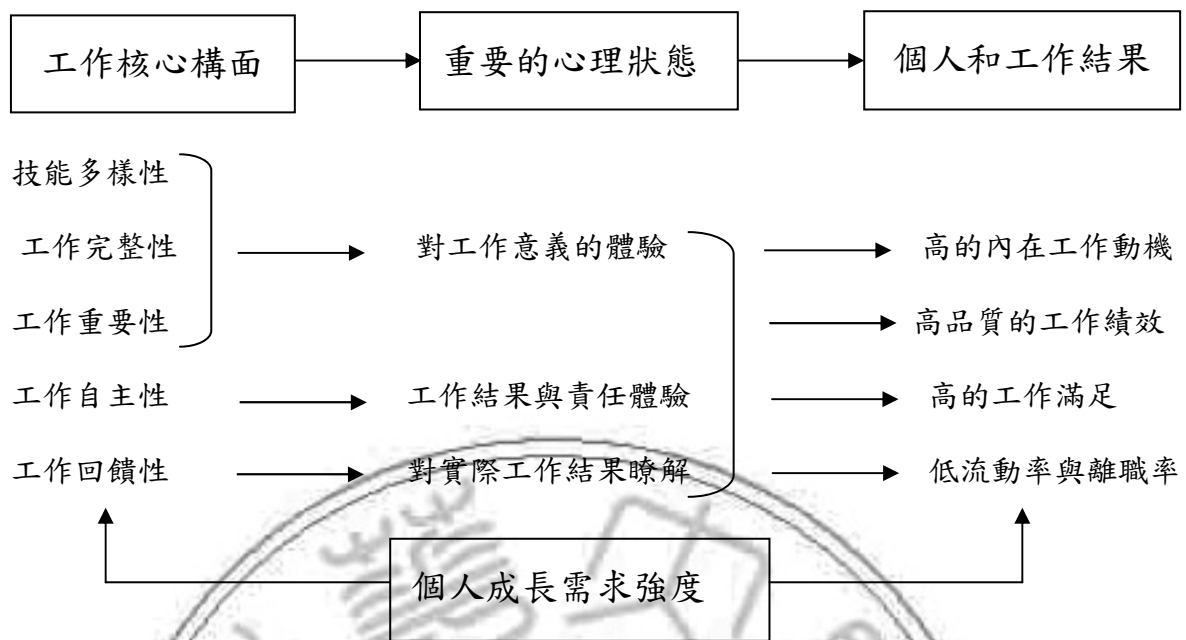 工作核心構面 重要的心理狀態 個人和工作結果
技能多樣性
工作完整性 對工作意義的體驗 高的內在工作動機
工作重要性 高品質的工作績效
工作自主性 工作結果與責任體驗 高的工作滿足
工作回饋性 對實際工作結果瞭解 低流動率與離職率
個人成長需求強度